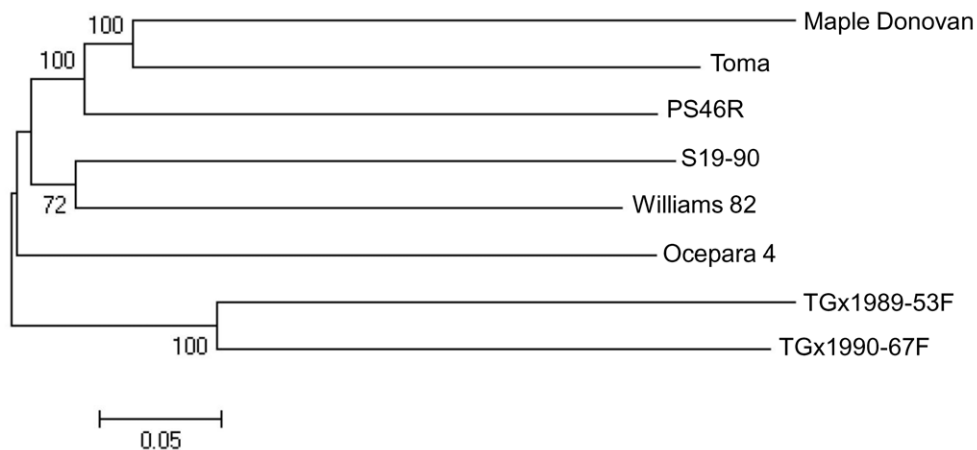 100
Maple Donovan
100
Toma
PS46R
S19-90
72
Williams 82
Ocepara 4
TGx1989-53F
100
TGx1990-67F
0.05